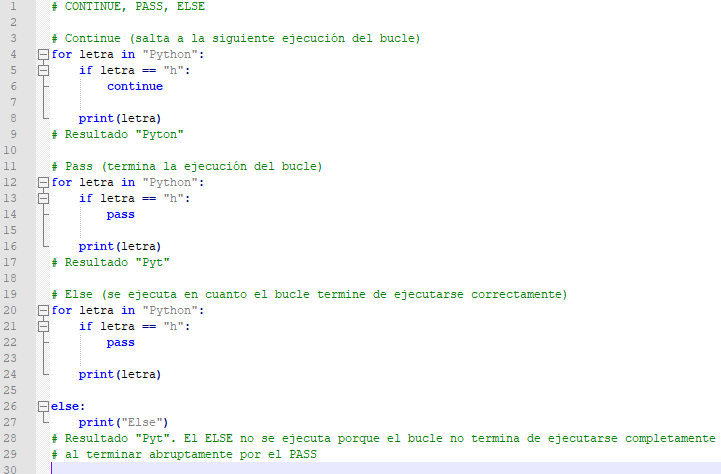 1 # CONTINUE, PASS, ELSE
2
3 # Continue (salta a la siguiente ejecución del bucle)
4 for letra in "Python":
5     if letra == "h":
6         continue
7
8     print(letra)
9 # Resultado "Pyton"
10
11 # Pass (termina la ejecución del bucle)
12 for letra in "Python":
13     if letra == "h":
14         pass
15
16     print(letra)
17 # Resultado "Pyt"
18
19 # Else (se ejecuta en cuanto el bucle termine de ejecutarse correctamente)
20 for letra in "Python":
21     if letra == "h":
22         pass
23
24     print(letra)
25
26 else:
27     print("Else")
28 # Resultado "Pyt". El ELSE no se ejecuta porque el bucle no termina de ejecutarse completamente
29 # al terminar abruptamente por el PASS
30